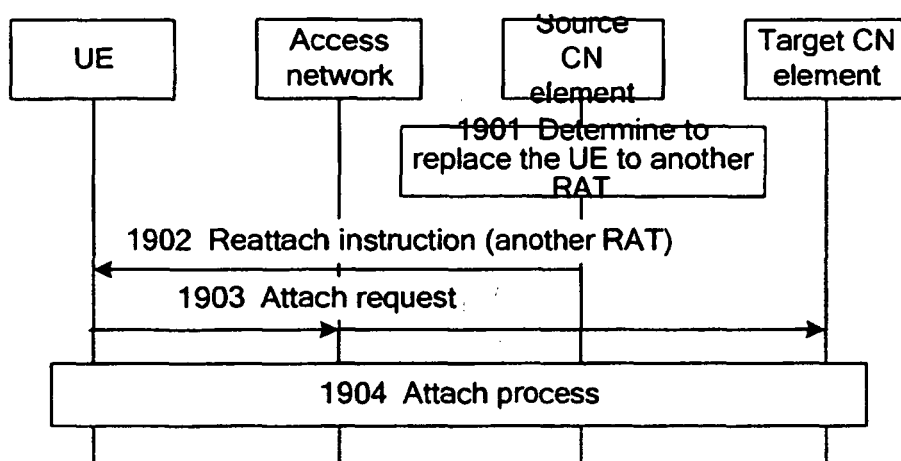 UE
Access
network
Source
CN
element
Target CN
element
1901 Determine to
replace the UE to another
RAT
1902 Reattach instruction (another RAT)
1903 Attach request
1904 Attach process